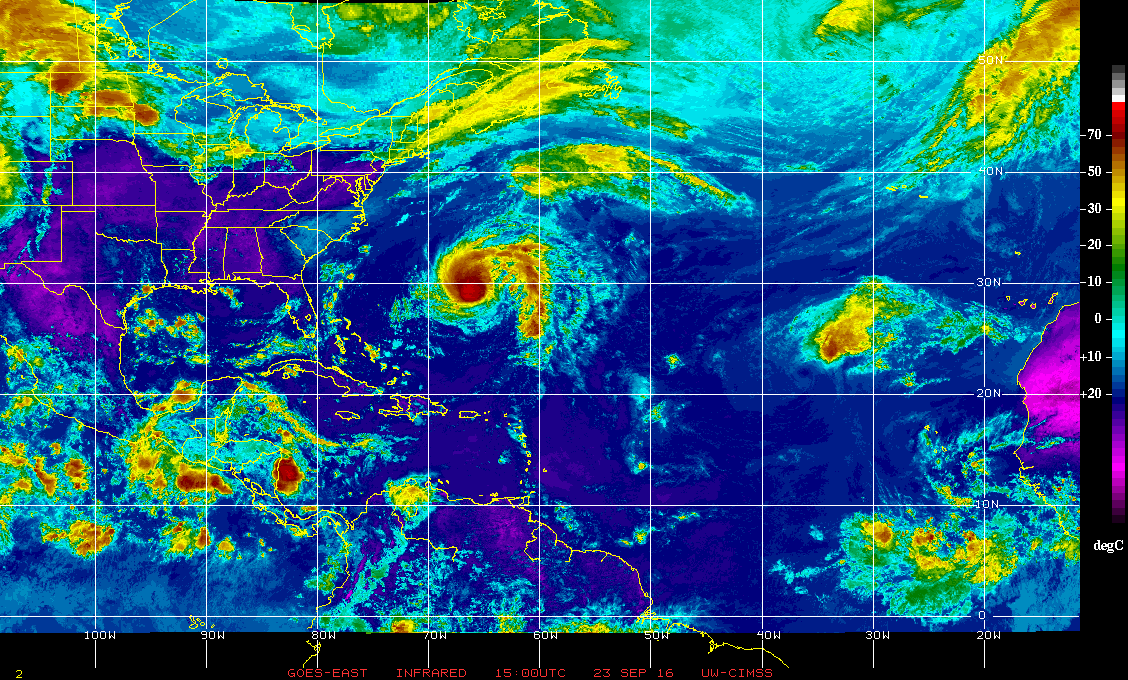 50N
40N
30N
20N
10N
0
-70
-50
-30
-20
-10
0
+10
+20
degC
100W 90W 80W 70W 60W 50W 40W 30W 20W
2 GOES-EAST INFRARED 15:00UTC 23 SEP 16 UW-CIMSS